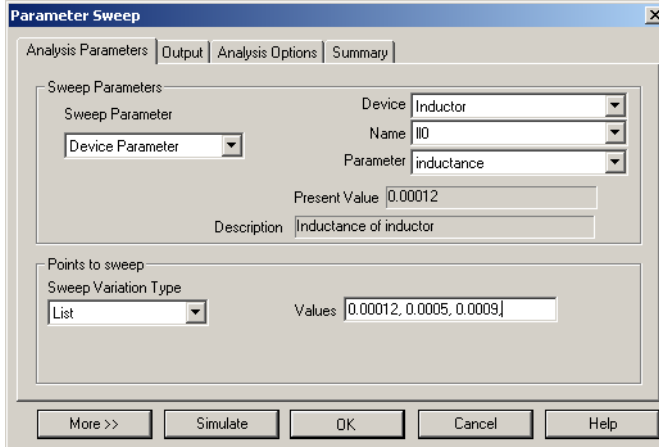 Parameter Sweep
Analysis Parameters Output Analysis Options Summary
Sweep Parameters
Sweep Parameter
Device Parameter
Device Inductor
Name ll0
Parameter inductance
Present Value 0.00012
Description Inductance of inductor
Points to sweep
Sweep Variation Type
List
Values 0.00012, 0.0005, 0.0009,
More >> Simulate OK Cancel Help